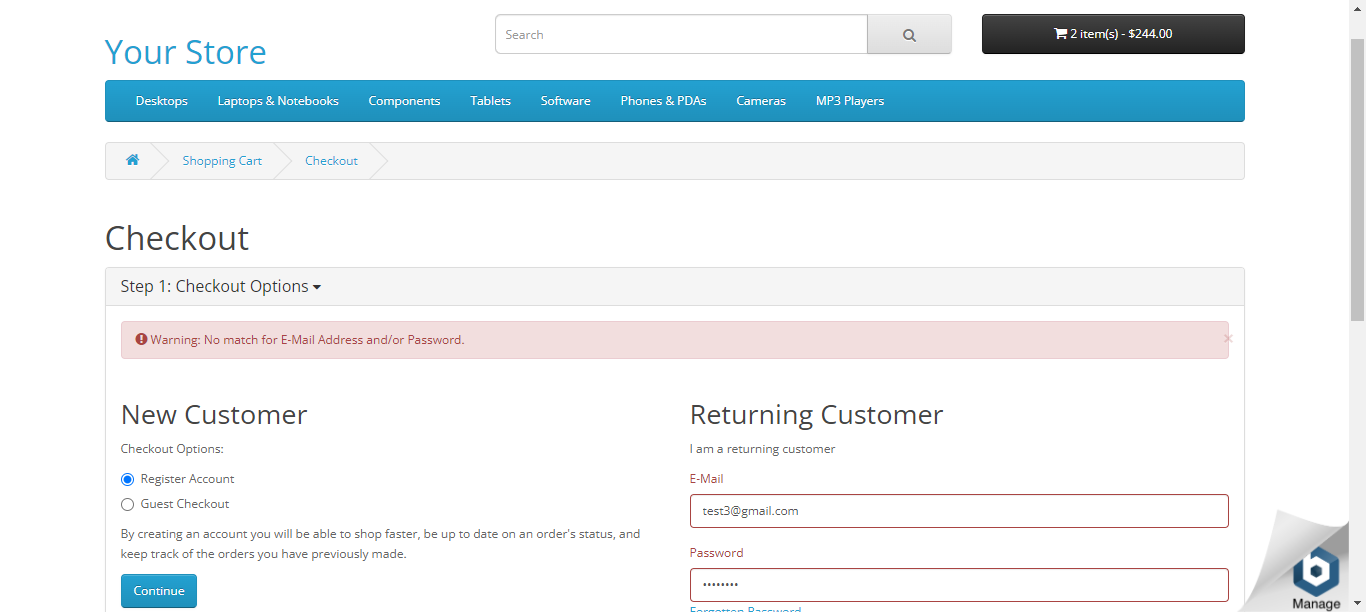 Your Store
Search
2 item(s) - $244.00
Desktops Laptops & Notebooks Components Tablets Software Phones & PDAs Cameras MP3 Players
Shopping Cart Checkout
Checkout
Step 1: Checkout Options
Warning: No match for E-Mail Address and/or Password.
×
New Customer
Checkout Options:
Register Account
Guest Checkout
By creating an account you will be able to shop faster, be up to date on an order's status, and
keep track of the orders you have previously made.
Continue
Returning Customer
I am a returning customer
E-Mail
test3@gmail.com
Password
••••••••
Forgotten Password
b
Manage